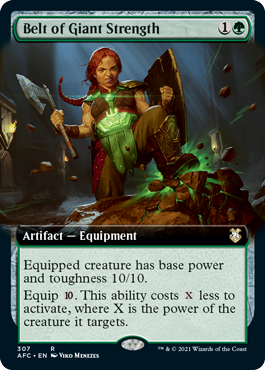 Belt of Giant Strength 1
Artifact — Equipment
Equipped creature has base power
and toughness 10/10.
Equip 10. This ability costs X less to
activate, where X is the power of the
creature it targets.
307 R
AFC • EN Viko Menezes
™ & © 2021 Wizards of the Coast